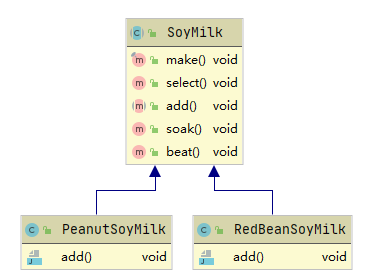 SoyMilk
make() void
select() void
add() void
soak() void
beat() void
PeanutSoyMilk
add() void
RedBeanSoyMilk
add() void